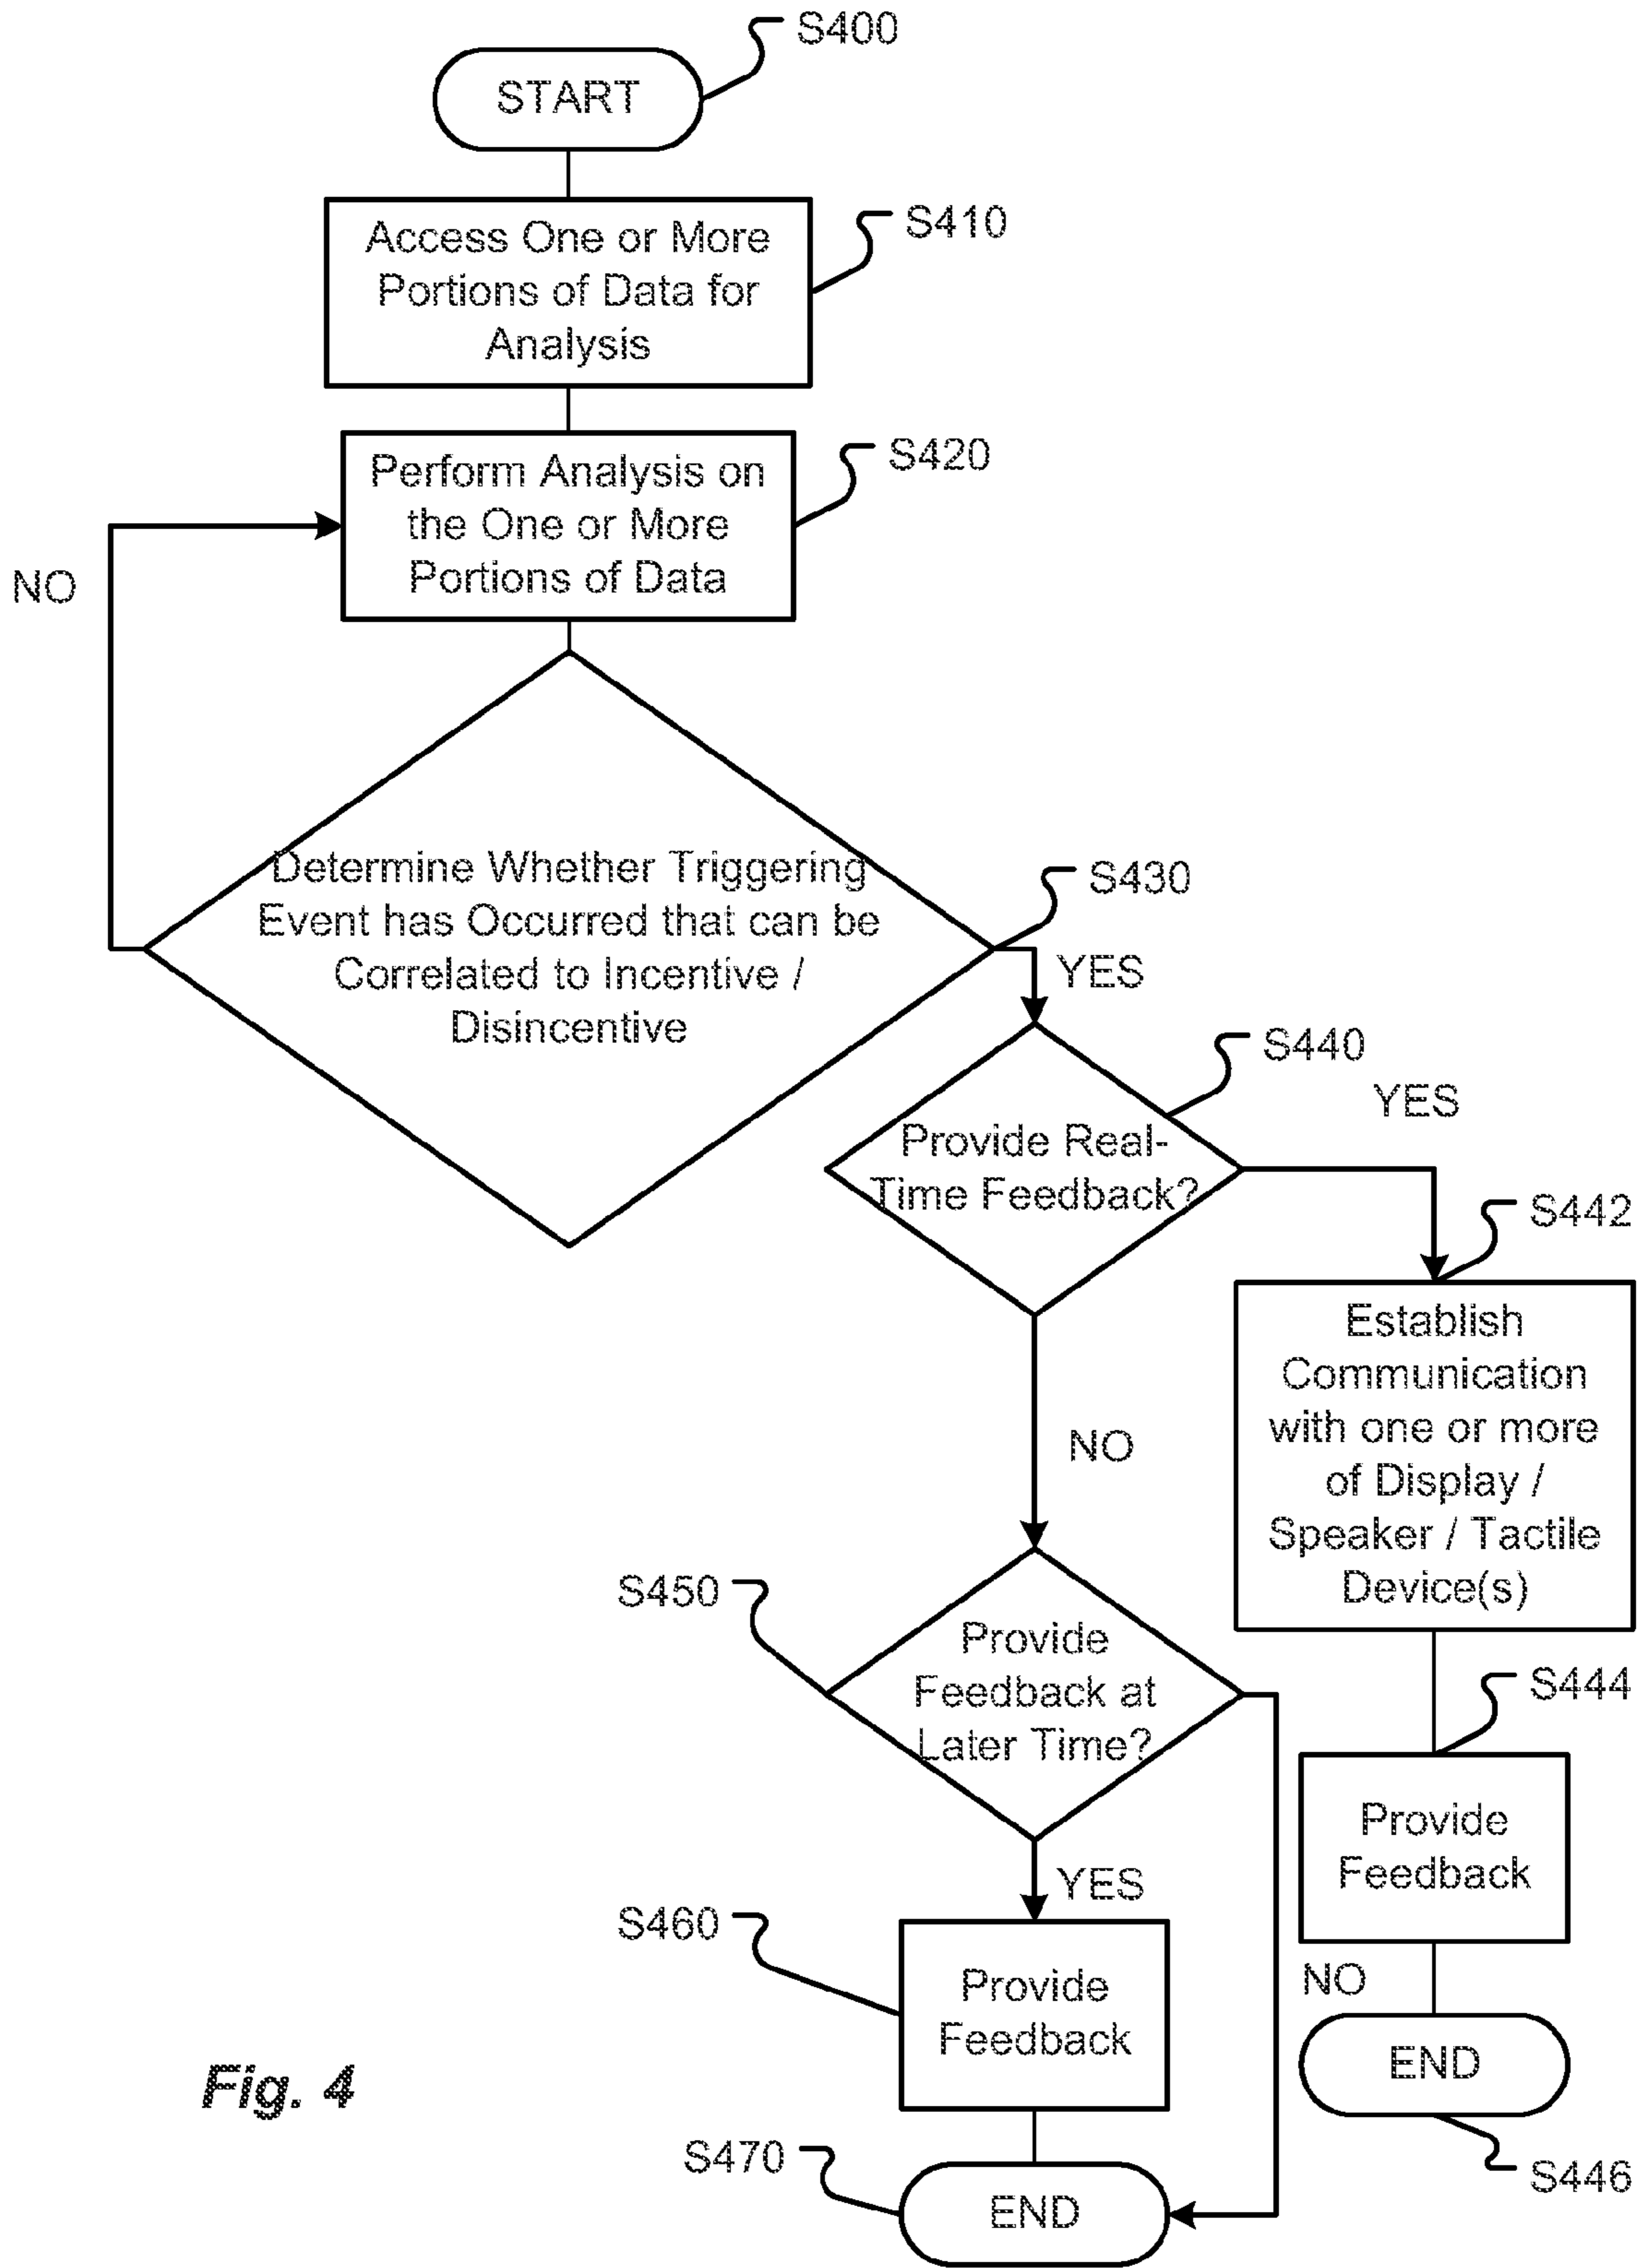 S400
START
S410
Access One or More
Portions of Data for
Analysis
S420
Perform Analysis on
the One or More
Portions of Data
NO
Determine Whether Triggering
Event has Occurred that can be
Correlated to Incentive /
Disincentive
S430
YES
S440
YES
Provide Real-
Time Feedback?
S442
Establish
Communication
with one or more
of Display /
Speaker / Tactile
Device(s)
NO
S450
Provide
Feedback at
Later Time?
S444
Provide
Feedback
YES
S460
Provide
Feedback
NO
END
S446
S470
END
Fig. 4